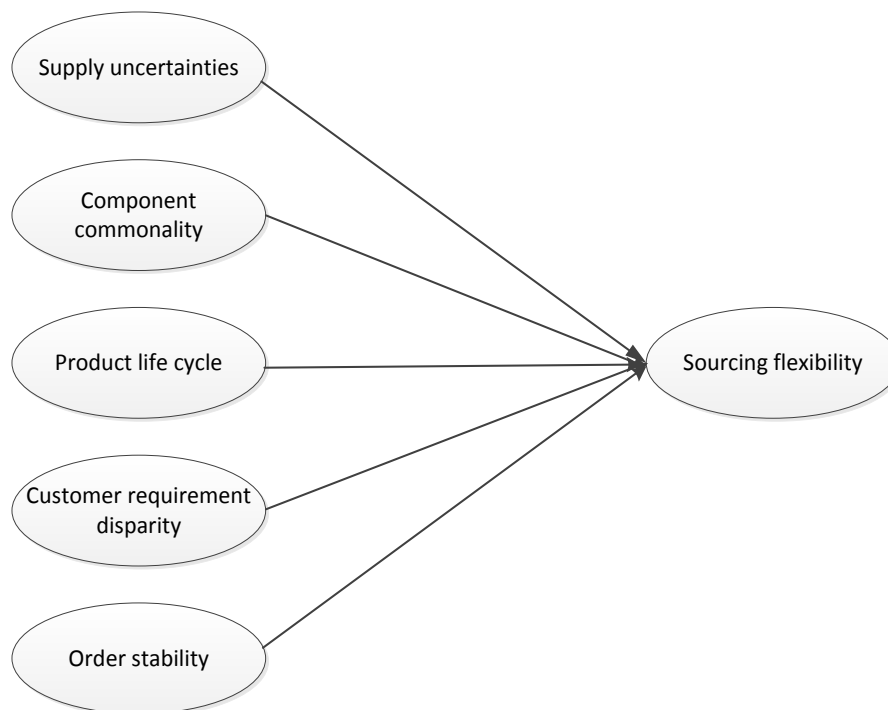 Supply uncertainties
Component
commonality
Product life cycle
Sourcing flexibility
Customer requirement
disparity
Order stability